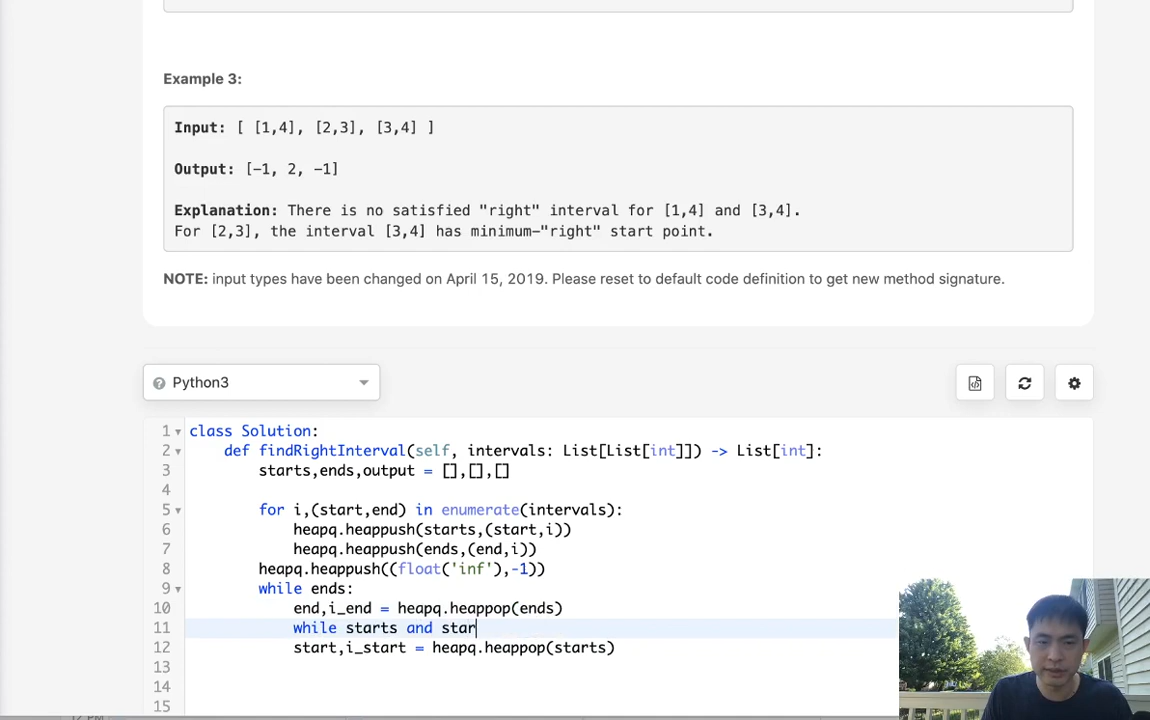 Example 3:
Input: [ [1,4], [2,3], [3,4] ]
Output: [-1, 2, -1]
Explanation: There is no satisfied "right" interval for [1,4] and [3,4].
For [2,3], the interval [3,4] has minimum-"right" start point.
NOTE: input types have been changed on April 15, 2019. Please reset to default code definition to get new method signature.
Python3
1 class Solution:
2 def findRightInterval(self, intervals: List[List[int]]) -> List[int]:
3 starts,ends,output = [],[],[]
4
5 for i,(start,end) in enumerate(intervals):
6 heapq.heappush(starts,(start,i))
7 heapq.heappush(ends,(end,i))
8 heapq.heappush((float('inf'),-1))
9 while ends:
10 end,i_end = heapq.heappop(ends)
11 while starts and star
12 start,i_start = heapq.heappop(starts)
13
14
15